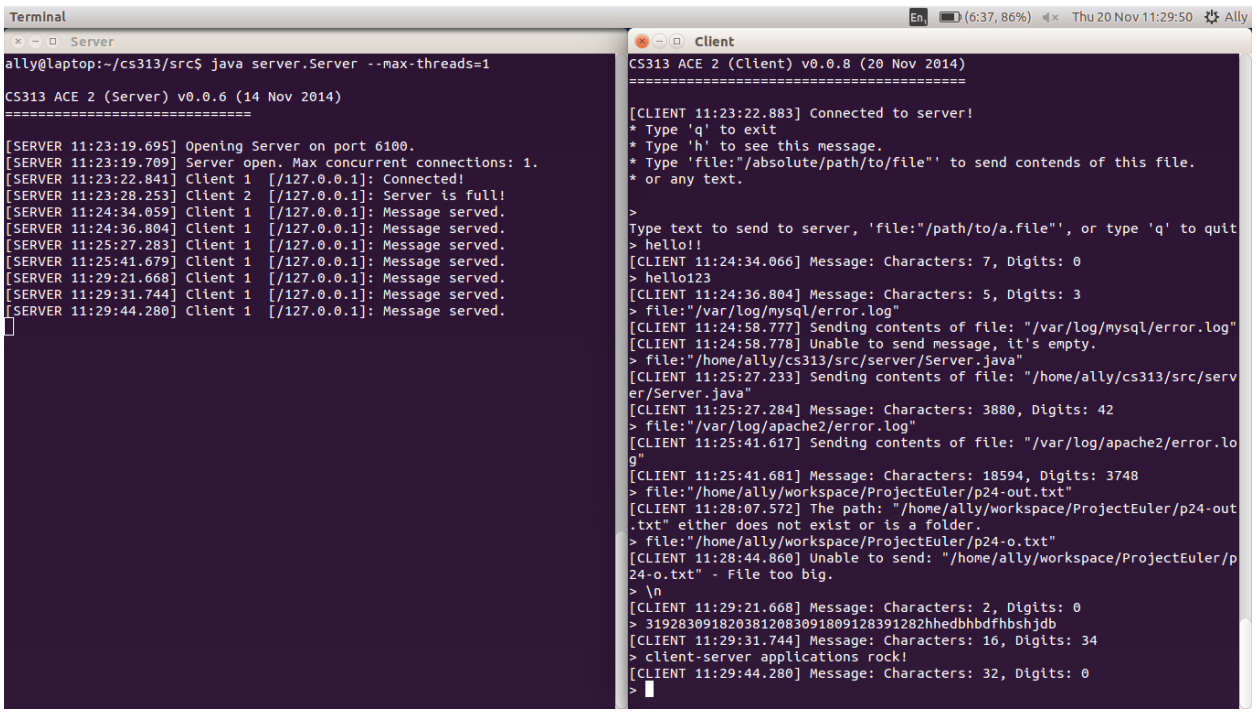 Terminal
En1 (6:37, 86%) Thu 20 Nov 11:29:50 Ally
Server
ally@laptop:~/cs313/src$ java server.Server --max-threads=1
CS313 ACE 2 (Server) v0.0.6 (14 Nov 2014)
==============================
[SERVER 11:23:19.695] Opening Server on port 6100.
[SERVER 11:23:19.709] Server open. Max concurrent connections: 1.
[SERVER 11:23:22.841] Client 1 [/127.0.0.1]: Connected!
[SERVER 11:23:28.253] Client 2 [/127.0.0.1]: Server is full!
[SERVER 11:24:34.059] Client 1 [/127.0.0.1]: Message served.
[SERVER 11:24:36.804] Client 1 [/127.0.0.1]: Message served.
[SERVER 11:25:27.283] Client 1 [/127.0.0.1]: Message served.
[SERVER 11:25:41.679] Client 1 [/127.0.0.1]: Message served.
[SERVER 11:29:21.668] Client 1 [/127.0.0.1]: Message served.
[SERVER 11:29:31.744] Client 1 [/127.0.0.1]: Message served.
[SERVER 11:29:44.280] Client 1 [/127.0.0.1]: Message served.
Client
CS313 ACE 2 (Client) v0.0.8 (20 Nov 2014)
=========================================
[CLIENT 11:23:22.883] Connected to server!
* Type 'q' to exit
* Type 'h' to see this message.
* Type 'file:"/absolute/path/to/file"' to send contends of this file.
* or any text.
>
Type text to send to server, 'file:"/path/to/a.file"', or type 'q' to quit
> hello!!
[CLIENT 11:24:34.066] Message: Characters: 7, Digits: 0
> hello123
[CLIENT 11:24:36.804] Message: Characters: 5, Digits: 3
> file:"/var/log/mysql/error.log"
[CLIENT 11:24:58.777] Sending contents of file: "/var/log/mysql/error.log"
[CLIENT 11:24:58.778] Unable to send message, it's empty.
> file:"/home/ally/cs313/src/server/Server.java"
[CLIENT 11:25:27.233] Sending contents of file: "/home/ally/cs313/src/serv
er/Server.java"
[CLIENT 11:25:27.284] Message: Characters: 3880, Digits: 42
> file:"/var/log/apache2/error.log"
[CLIENT 11:25:41.617] Sending contents of file: "/var/log/apache2/error.lo
g"
[CLIENT 11:25:41.681] Message: Characters: 18594, Digits: 3748
> file:"/home/ally/workspace/ProjectEuler/p24-out.txt"
[CLIENT 11:28:07.572] The path: "/home/ally/workspace/ProjectEuler/p24-out
.txt" either does not exist or is a folder.
> file:"/home/ally/workspace/ProjectEuler/p24-o.txt"
[CLIENT 11:28:44.860] Unable to send: "/home/ally/workspace/ProjectEuler/p
24-o.txt" - File too big.
> \n
[CLIENT 11:29:21.668] Message: Characters: 2, Digits: 0
> 3192830918203812083091809128391282hhedbhbdfhbshjdb
[CLIENT 11:29:31.744] Message: Characters: 16, Digits: 34
> client-server applications rock!
[CLIENT 11:29:44.280] Message: Characters: 32, Digits: 0
>